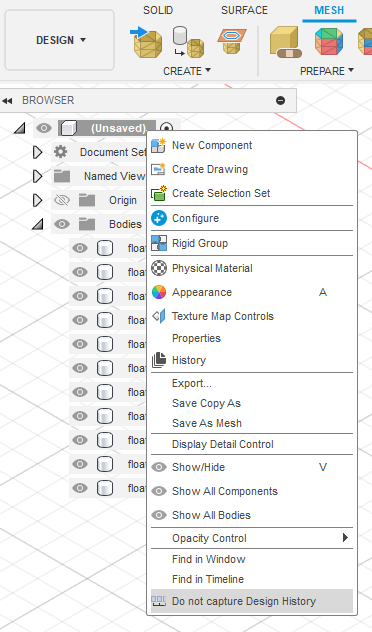 SOLID SURFACE MESH
DESIGN
CREATE PREPARE
BROWSER
(Unsaved)
Document Set
Named View
Origin
Bodies
float
float
float
float
float
float
float
float
float
float
float
New Component
Create Drawing
Create Selection Set
Configure
Rigid Group
Physical Material
Appearance A
Texture Map Controls
Properties
History
Export...
Save Copy As
Save As Mesh
Display Detail Control
Show/Hide V
Show All Components
Show All Bodies
Opacity Control
Find in Window
Find in Timeline
Do not capture Design History